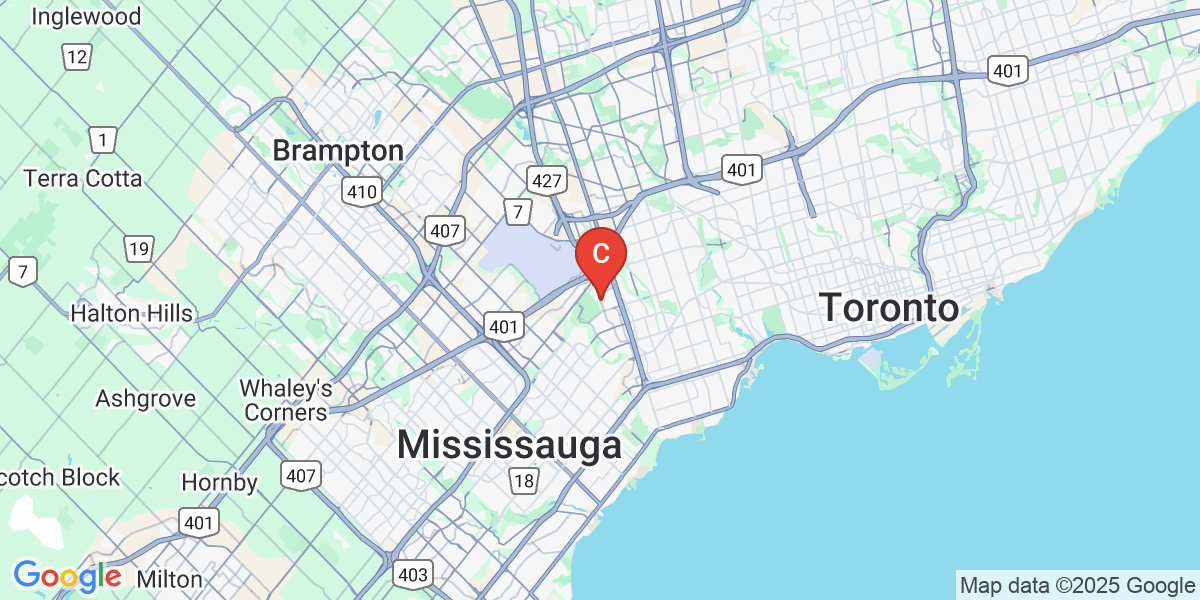 Inglewood
12
401
1
Brampton
401
Terra Cotta
427
410
7
407
19
C
7
Halton Hills
Toronto
401
Whaley's
Corners
Ashgrove
Mississauga
cotch Block
407
Hornby
18
401
Google
Milton
403
Map data ©2025 Google